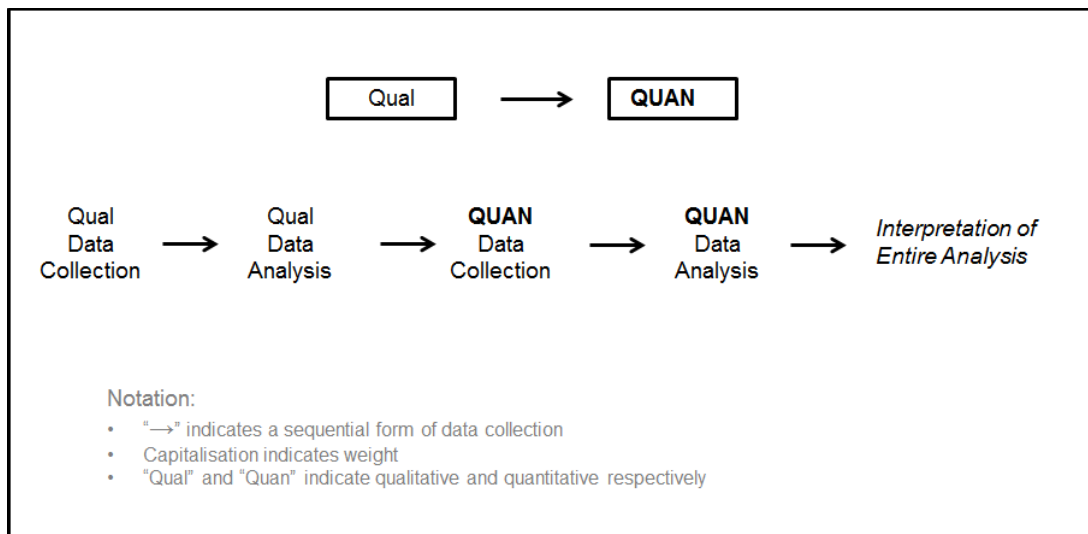 Qual → QUAN
Qual Data Collection → Qual Data Analysis → QUAN Data Collection → QUAN Data Analysis → Interpretation of Entire Analysis
Notation:
• “→” indicates a sequential form of data collection
• Capitalisation indicates weight
• “Qual” and “Quan” indicate qualitative and quantitative respectively